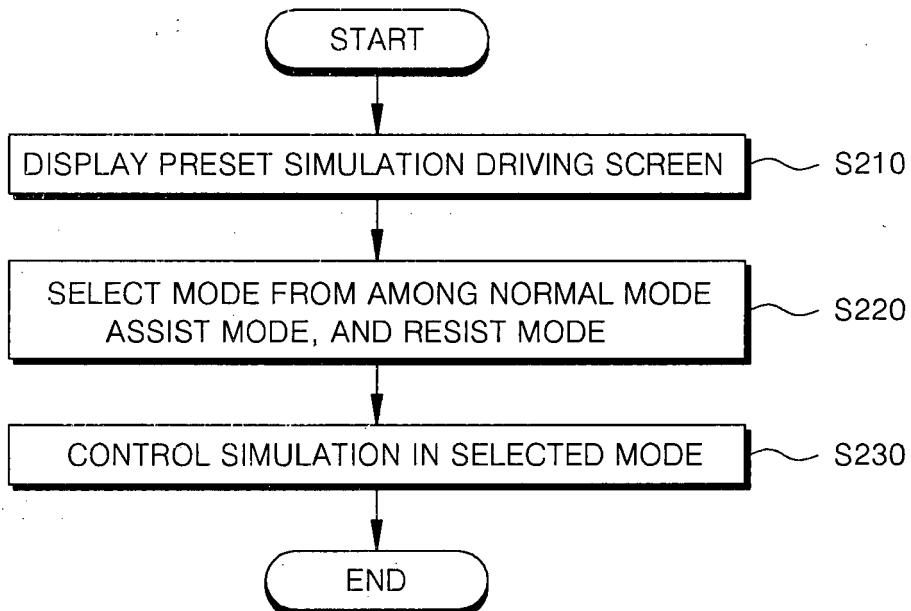 START
DISPLAY PRESET SIMULATION DRIVING SCREEN
S210
SELECT MODE FROM AMONG NORMAL MODE
ASSIST MODE, AND RESIST MODE
S220
CONTROL SIMULATION IN SELECTED MODE
S230
END